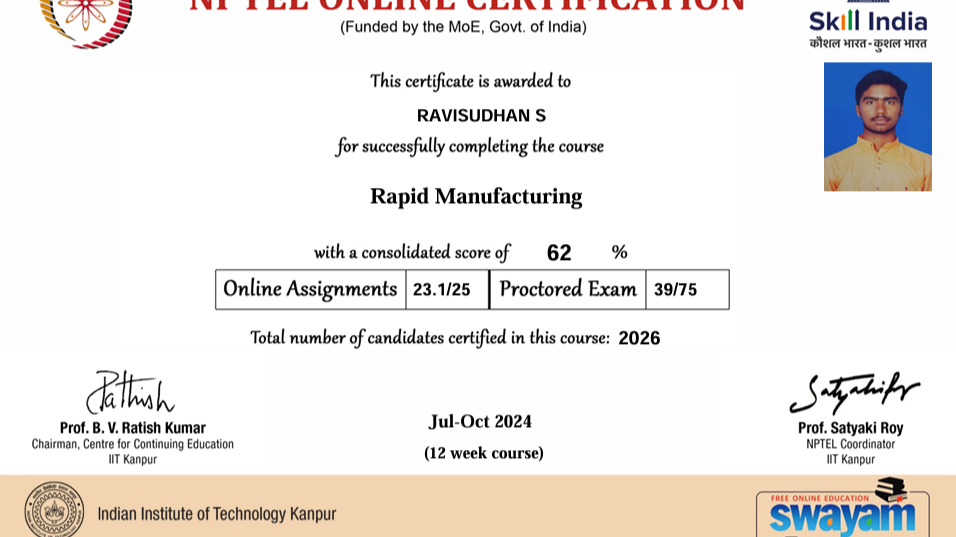 NPTEL ONLINE CERTIFICATION
(Funded by the MoE, Govt. of India)
Skill India
कौशल भारत - कुशल भारत
This certificate is awarded to
RAVISUDHAN S
for successfully completing the course
Rapid Manufacturing
with a consolidated score of 62 %
Online Assignments 23.1/25 Proctored Exam 39/75
Total number of candidates certified in this course: 2026
Prof. B. V. Ratish Kumar
Chairman, Centre for Continuing Education
IIT Kanpur
Jul-Oct 2024
(12 week course)
Prof. Satyaki Roy
NPTEL Coordinator
IIT Kanpur
Indian Institute of Technology Kanpur
FREE ONLINE EDUCATION
swayam